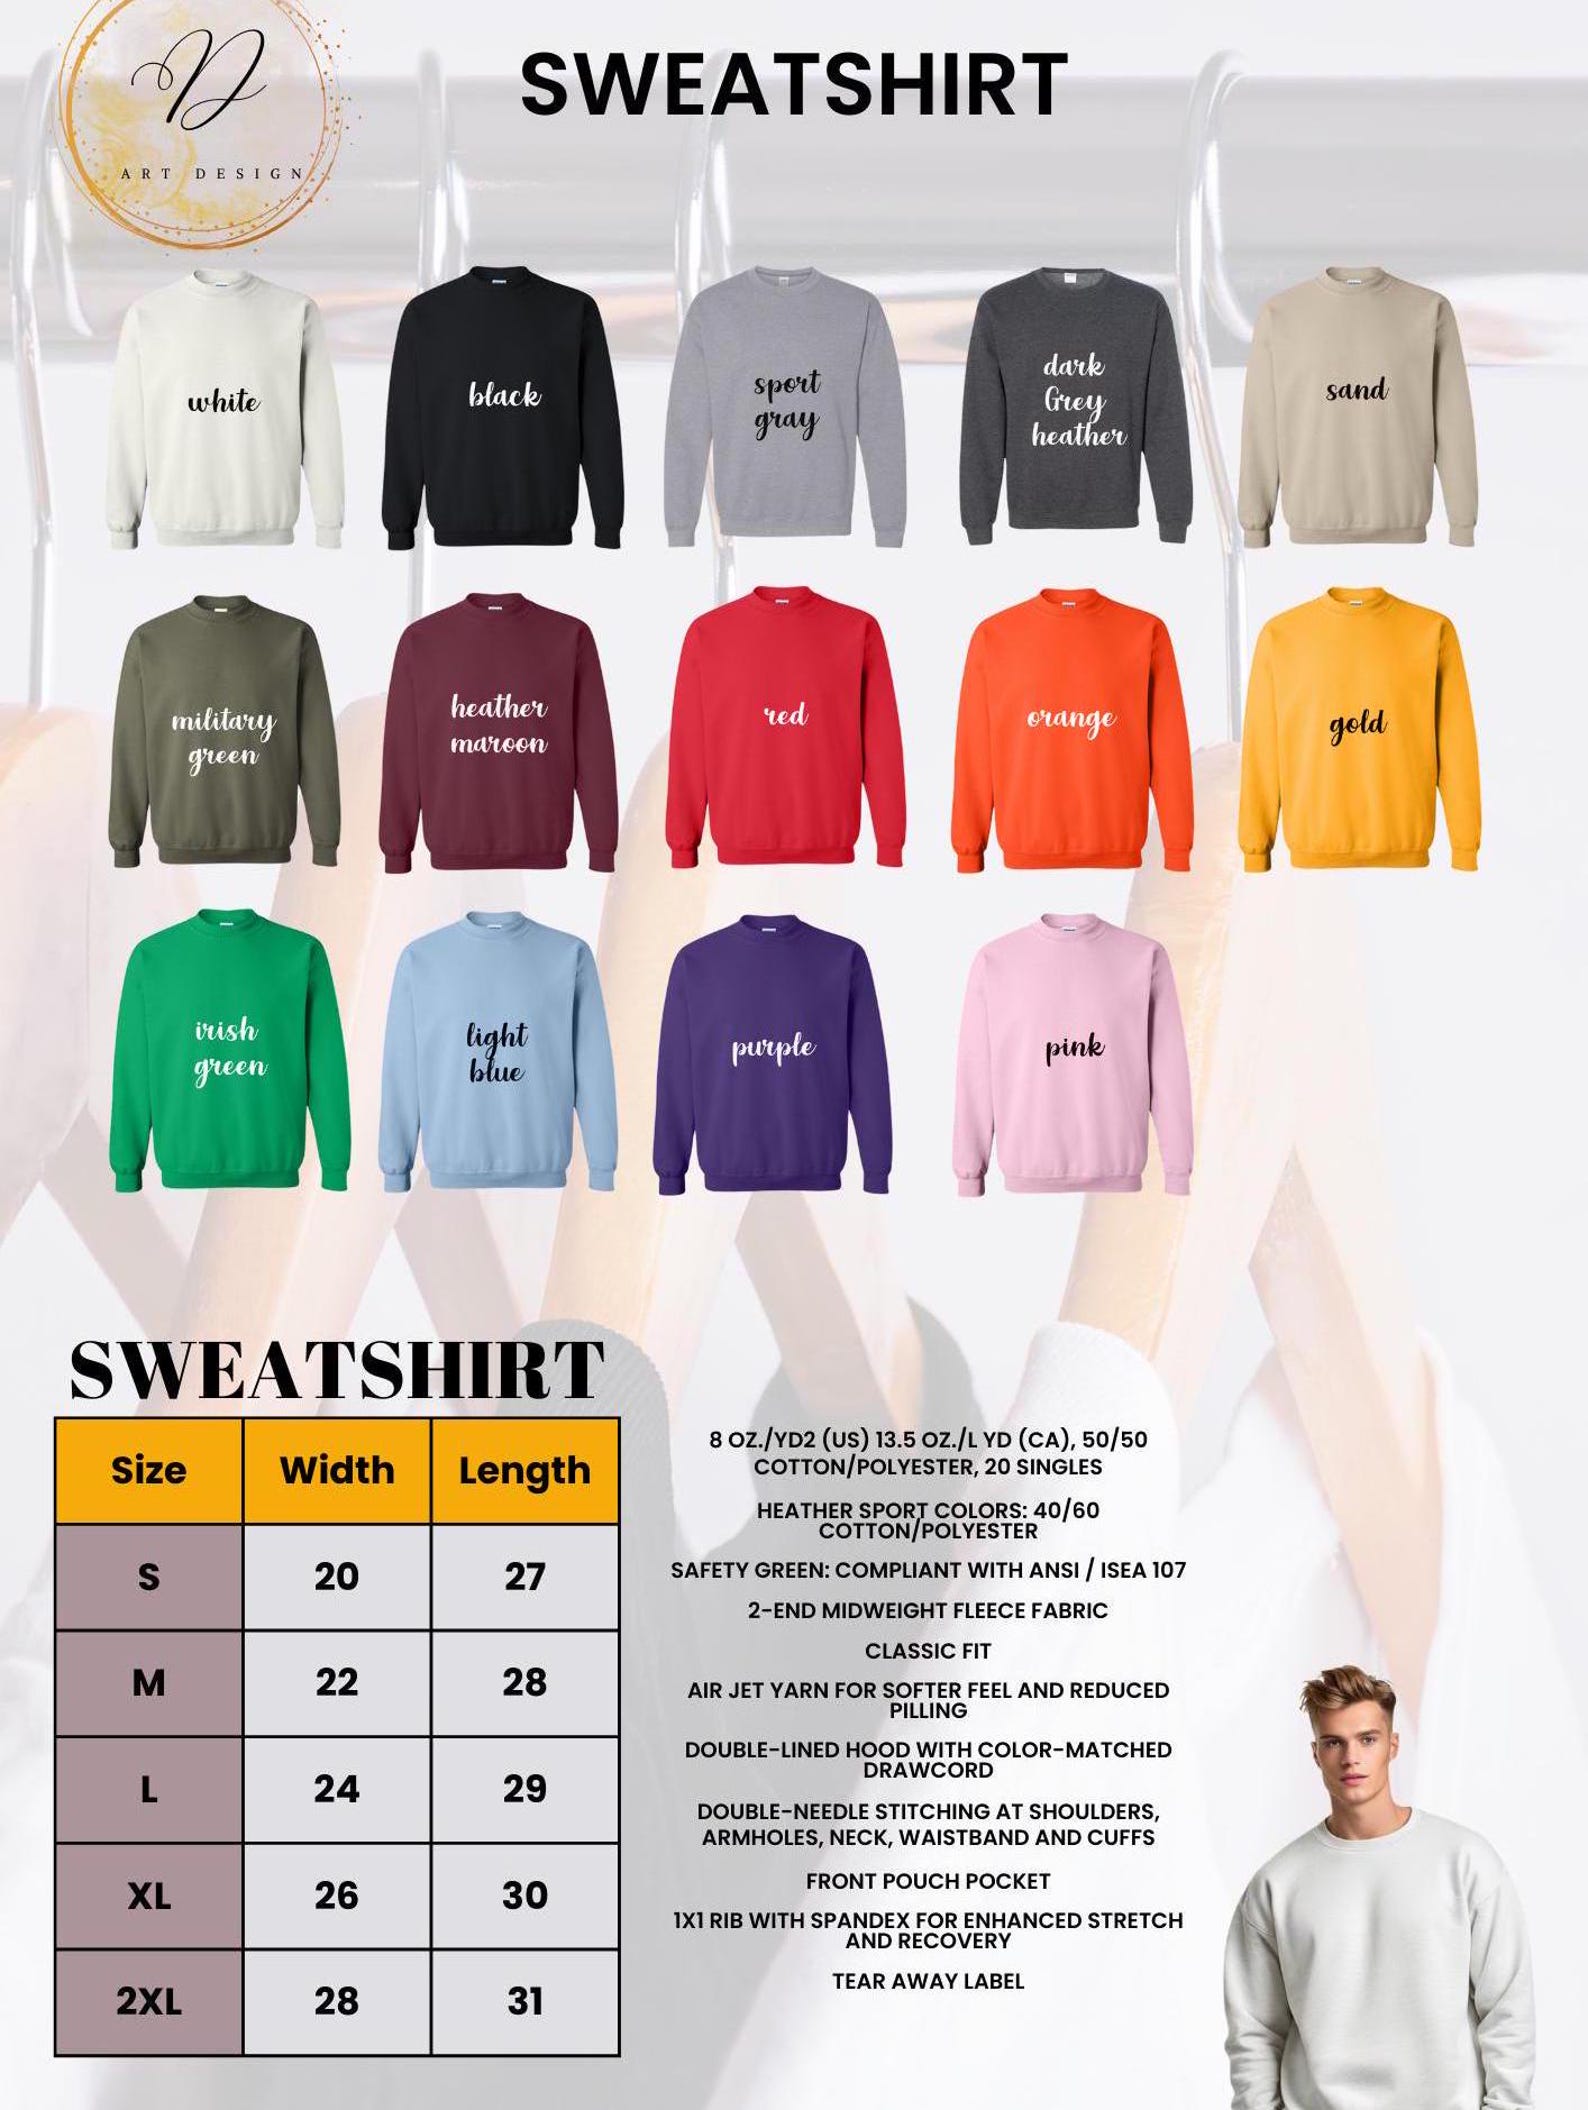 D
ART DESIGN
SWEATSHIRT
white
black
sport
gray
dark
Grey
heather
sand
military
green
heather
maroon
red
orange
gold
irish
green
light
blue
purple
pink
SWEATSHIRT
Size Width Length
S 20 27
M 22 28
L 24 29
XL 26 30
2XL 28 31
8 OZ./YD2 (US) 13.5 OZ./L YD (CA), 50/50
COTTON/POLYESTER, 20 SINGLES
HEATHER SPORT COLORS: 40/60
COTTON/POLYESTER
SAFETY GREEN: COMPLIANT WITH ANSI / ISEA 107
2-END MIDWEIGHT FLEECE FABRIC
CLASSIC FIT
AIR JET YARN FOR SOFTER FEEL AND REDUCED
PILLING
DOUBLE-LINED HOOD WITH COLOR-MATCHED
DRAWCORD
DOUBLE-NEEDLE STITCHING AT SHOULDERS,
ARMHOLES, NECK, WAISTBAND AND CUFFS
FRONT POUCH POCKET
1X1 RIB WITH SPANDEX FOR ENHANCED STRETCH
AND RECOVERY
TEAR AWAY LABEL